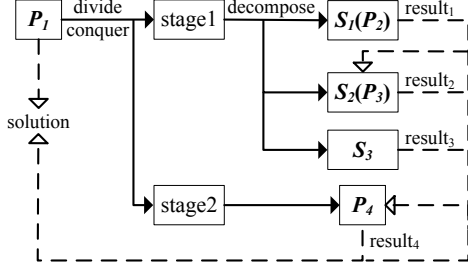 P₁
divide
conquer
stage1
decompose
S₁(P₂)
result₁
S₂(P₃)
result₂
solution
S₃
result₃
stage2
P₄
result₄